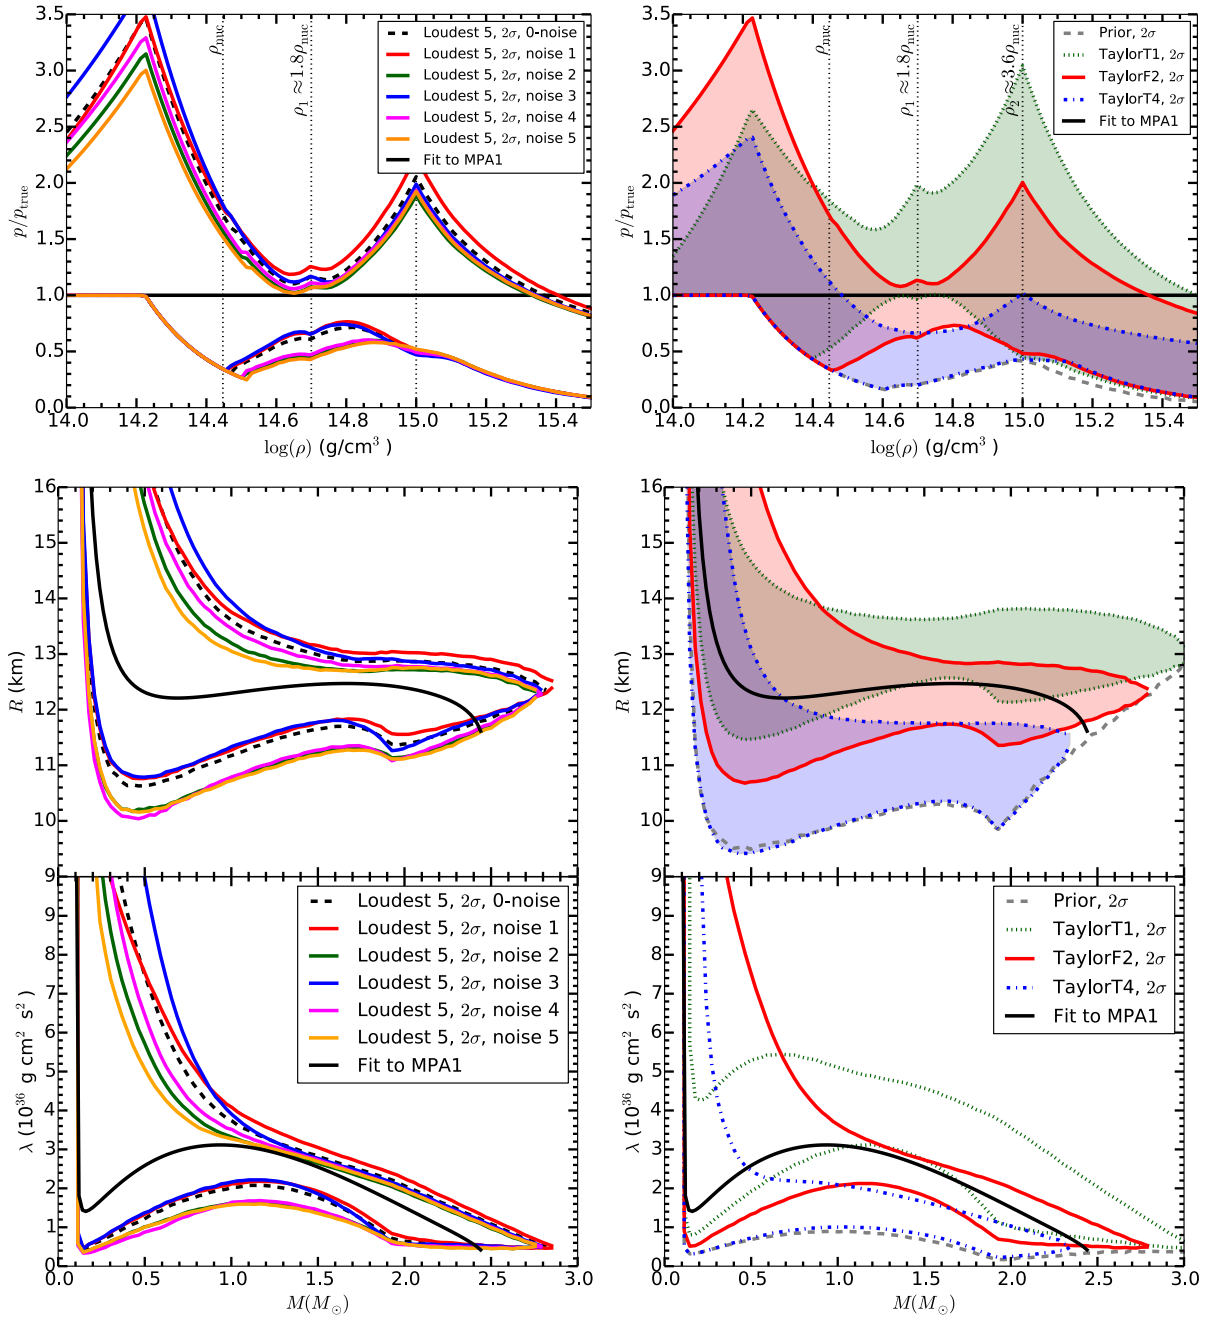 3.5
3.0
2.5
2.0
1.5
1.0
0.5
0.0
p/p_true
ρ_nuc
ρ₁ ≈ 1.8ρ_nuc
Loudest 5, 2σ, 0-noise
Loudest 5, 2σ, noise 1
Loudest 5, 2σ, noise 2
Loudest 5, 2σ, noise 3
Loudest 5, 2σ, noise 4
Loudest 5, 2σ, noise 5
Fit to MPA1
14.0 14.2 14.4 14.6 14.8 15.0 15.2 15.4
log(ρ) (g/cm³)
3.5
3.0
2.5
2.0
1.5
1.0
0.5
0.0
p/p_true
ρ_nuc
ρ₁ ≈ 1.8ρ_nuc
ρ₂ ≈ 3.6ρ_nuc
Prior, 2σ
TaylorT1, 2σ
TaylorF2, 2σ
TaylorT4, 2σ
Fit to MPA1
14.0 14.2 14.4 14.6 14.8 15.0 15.2 15.4
log(ρ) (g/cm³)
16
15
14
13
12
11
10
9
R (km)
16
15
14
13
12
11
10
9
R (km)
9
8
7
6
5
4
3
2
1
0
λ (10³⁶ g cm² s²)
Loudest 5, 2σ, 0-noise
Loudest 5, 2σ, noise 1
Loudest 5, 2σ, noise 2
Loudest 5, 2σ, noise 3
Loudest 5, 2σ, noise 4
Loudest 5, 2σ, noise 5
Fit to MPA1
0.0 0.5 1.0 1.5 2.0 2.5 3.0
M(M_⊙)
9
8
7
6
5
4
3
2
1
0
λ (10³⁶ g cm² s²)
Prior, 2σ
TaylorT1, 2σ
TaylorF2, 2σ
TaylorT4, 2σ
Fit to MPA1
0.0 0.5 1.0 1.5 2.0 2.5 3.0
M(M_⊙)